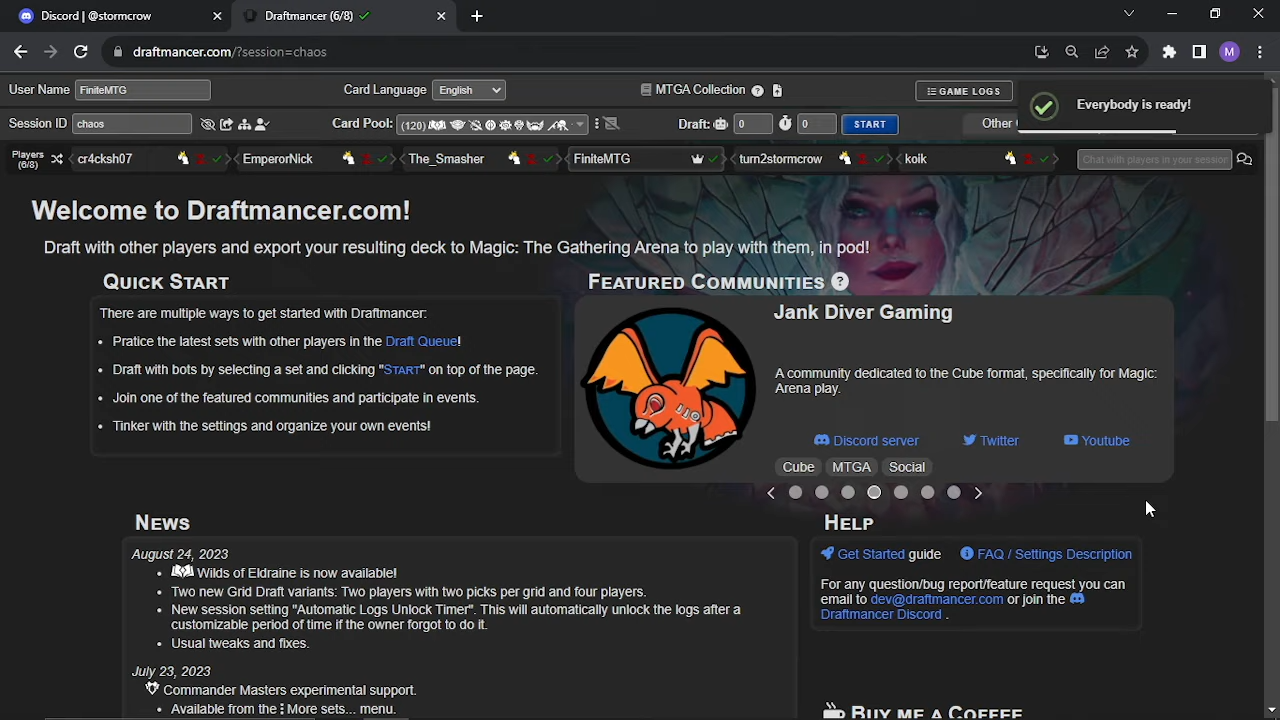 Discord | @stormcrow
Draftmancer (6/8)
draftmancer.com/?session=chaos
M
User Name FiniteMTG Card Language English MTGA Collection GAME LOGS
Everybody is ready!
Session ID chaos Card Pool: (120) Draft: 0 0 START Other
Players
(6/8)
cr4cksh07 EmperorNick The_Smasher FiniteMTG turn2stormcrow koik Chat with players in your session
Welcome to Draftmancer.com!
Draft with other players and export your resulting deck to Magic: The Gathering Arena to play with them, in pod!
QUICK START
There are multiple ways to get started with Draftmancer:
• Pratice the latest sets with other players in the Draft Queue!
• Draft with bots by selecting a set and clicking "START" on top of the page.
• Join one of the featured communities and participate in events.
• Tinker with the settings and organize your own events!
FEATURED COMMUNITIES ?
Jank Diver Gaming
A community dedicated to the Cube format, specifically for Magic:
Arena play.
Discord server Twitter Youtube
Cube MTGA Social
NEWS
August 24, 2023
• Wilds of Eldraine is now available!
• Two new Grid Draft variants: Two players with two picks per grid and four players.
• New session setting "Automatic Logs Unlock Timer". This will automatically unlock the logs after a
customizable period of time if the owner forgot to do it.
• Usual tweaks and fixes.
July 23, 2023
Commander Masters experimental support.
• Available from the ⋮ More sets... menu.
HELP
Get Started guide FAQ / Settings Description
For any question/bug report/feature request you can
email to dev@draftmancer.com or join the
Draftmancer Discord .
BUY ME A COFFEE